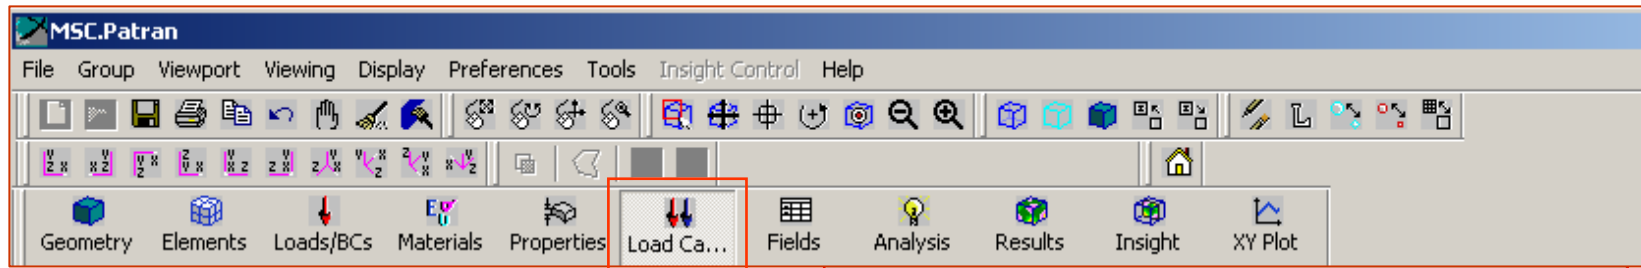 MSC.Patran
File Group Viewport Viewing Display Preferences Tools Insight Control Help
Geometry Elements Loads/BCs Materials Properties Load Ca... Fields Analysis Results Insight XY Plot